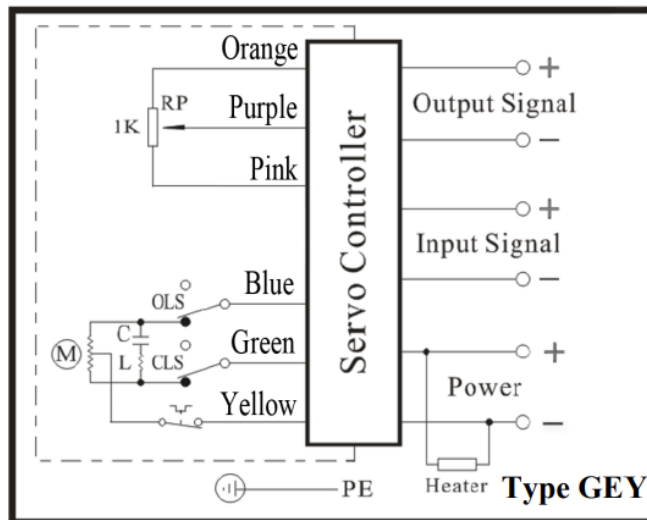 Orange
RP
Purple
1K
Pink
Servo Controller
+
Output Signal
−
+
Input Signal
−
OLS
Blue
C
M
L
CLS
Green
Yellow
+
Power
−
PE
Heater
Type GEY